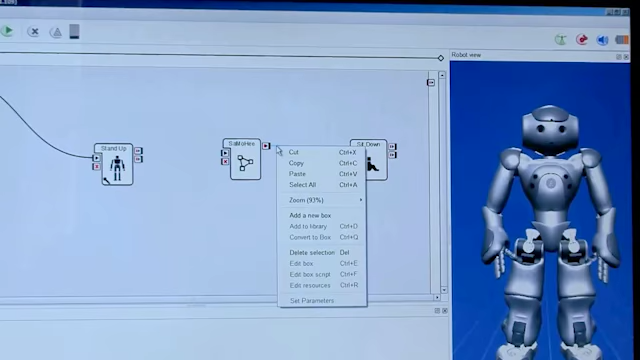 Robot view
Stand Up
Sit Down
Cut Ctrl+X
Copy Ctrl+C
Paste Ctrl+V
Select All Ctrl+A
Zoom (93%)
Add a new box
Add to library Ctrl+D
Convert to Box Ctrl+Q
Delete selection Del
Edit box Ctrl+E
Edit box script Ctrl+F
Edit resources Ctrl+R
Set Parameters